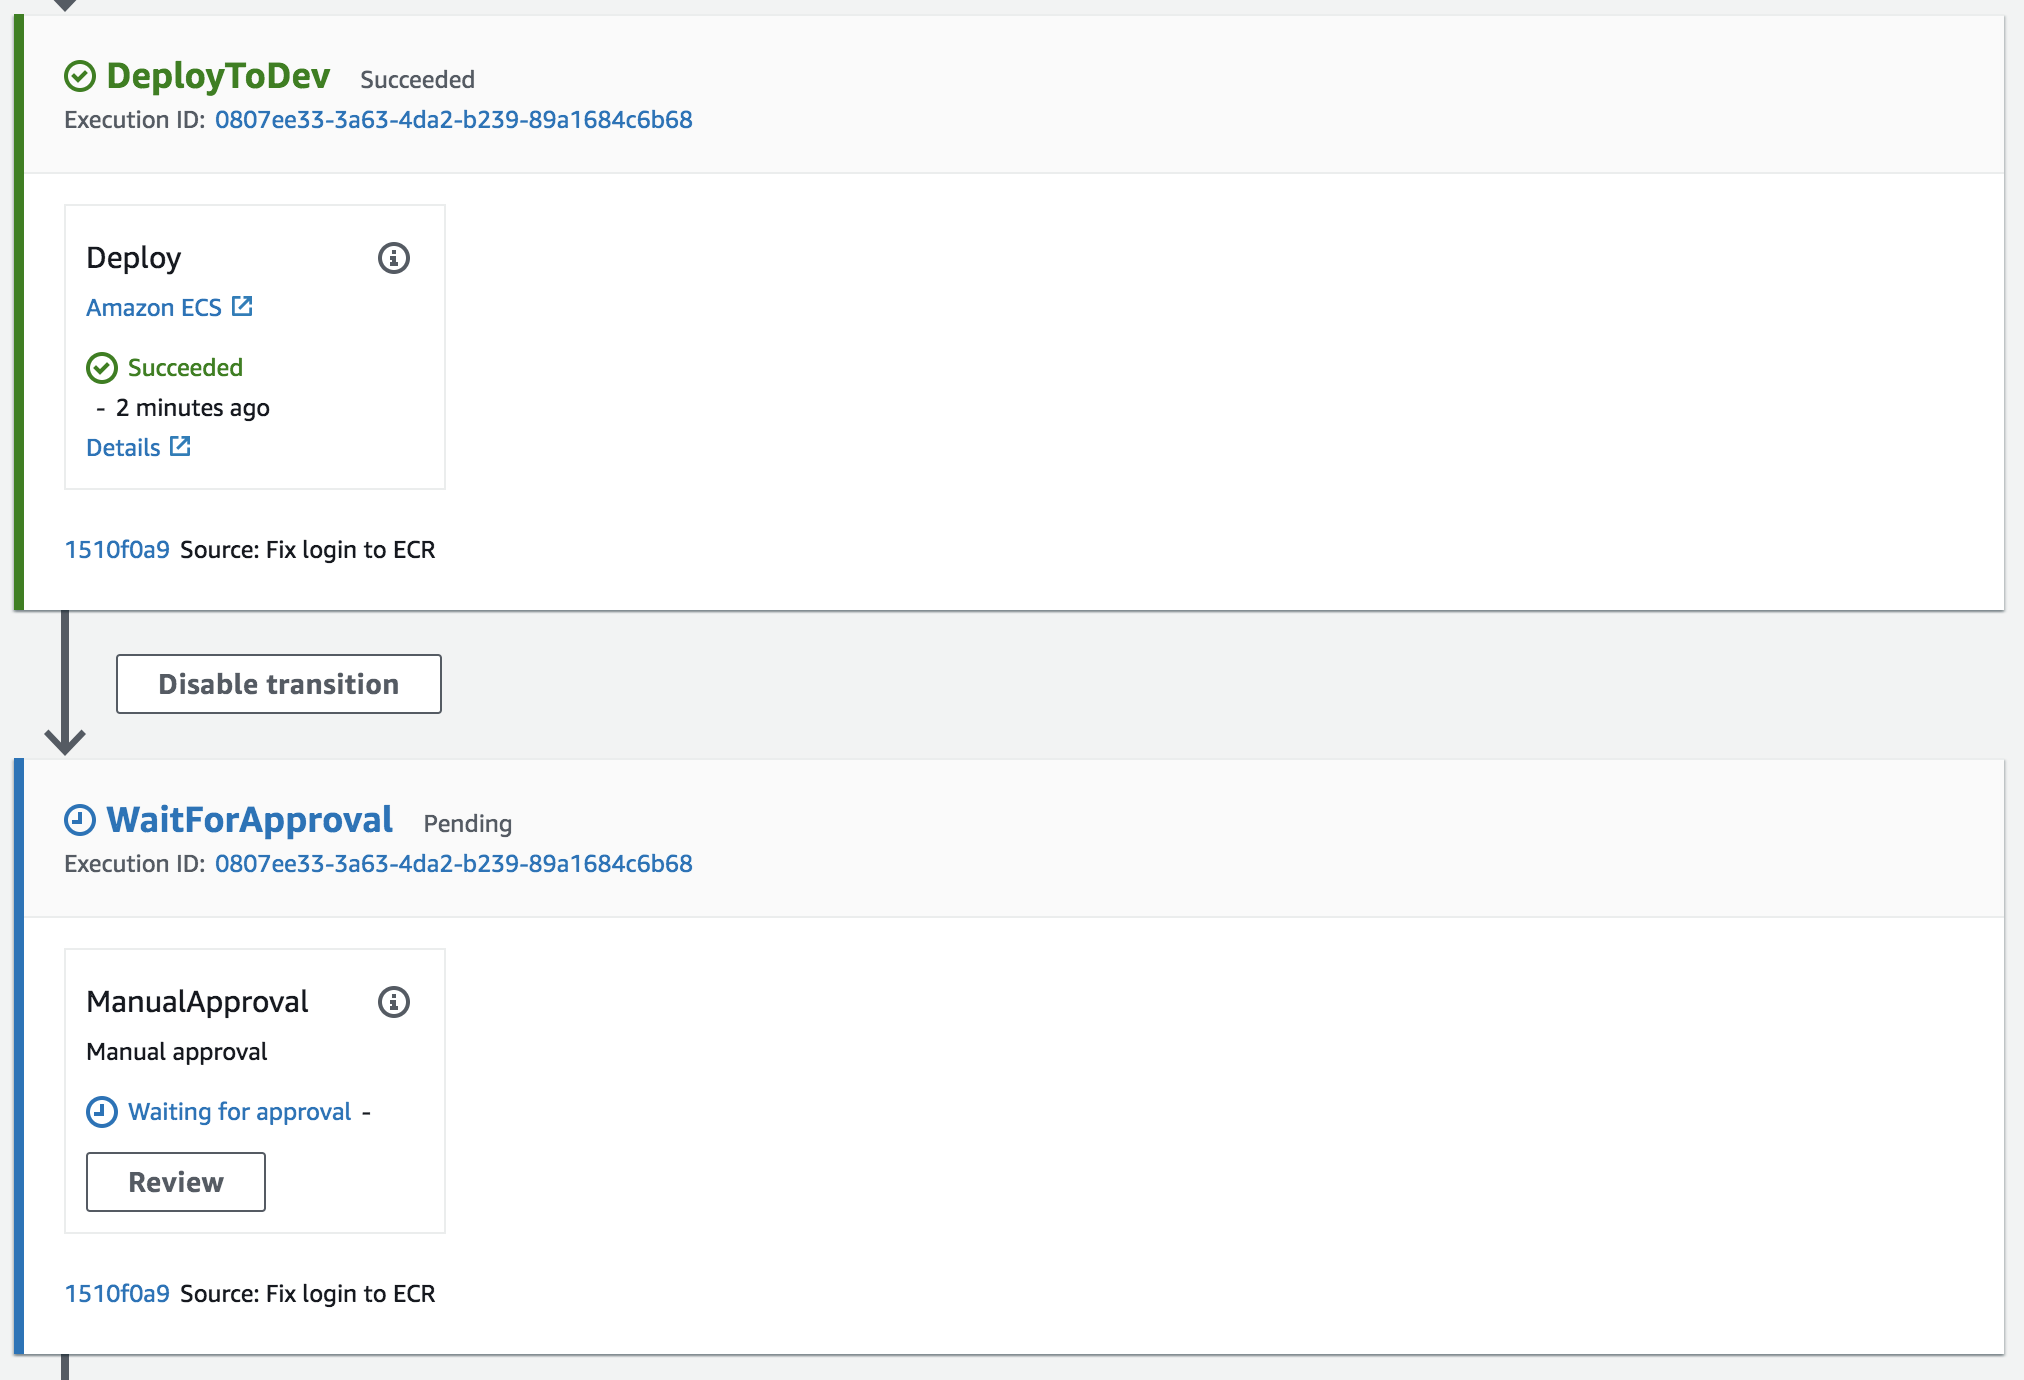 DeployToDev Succeeded
Execution ID: 0807ee33-3a63-4da2-b239-89a1684c6b68
Deploy
Amazon ECS
Succeeded
- 2 minutes ago
Details
1510f0a9 Source: Fix login to ECR
Disable transition
WaitForApproval Pending
Execution ID: 0807ee33-3a63-4da2-b239-89a1684c6b68
ManualApproval
Manual approval
Waiting for approval -
Review
1510f0a9 Source: Fix login to ECR